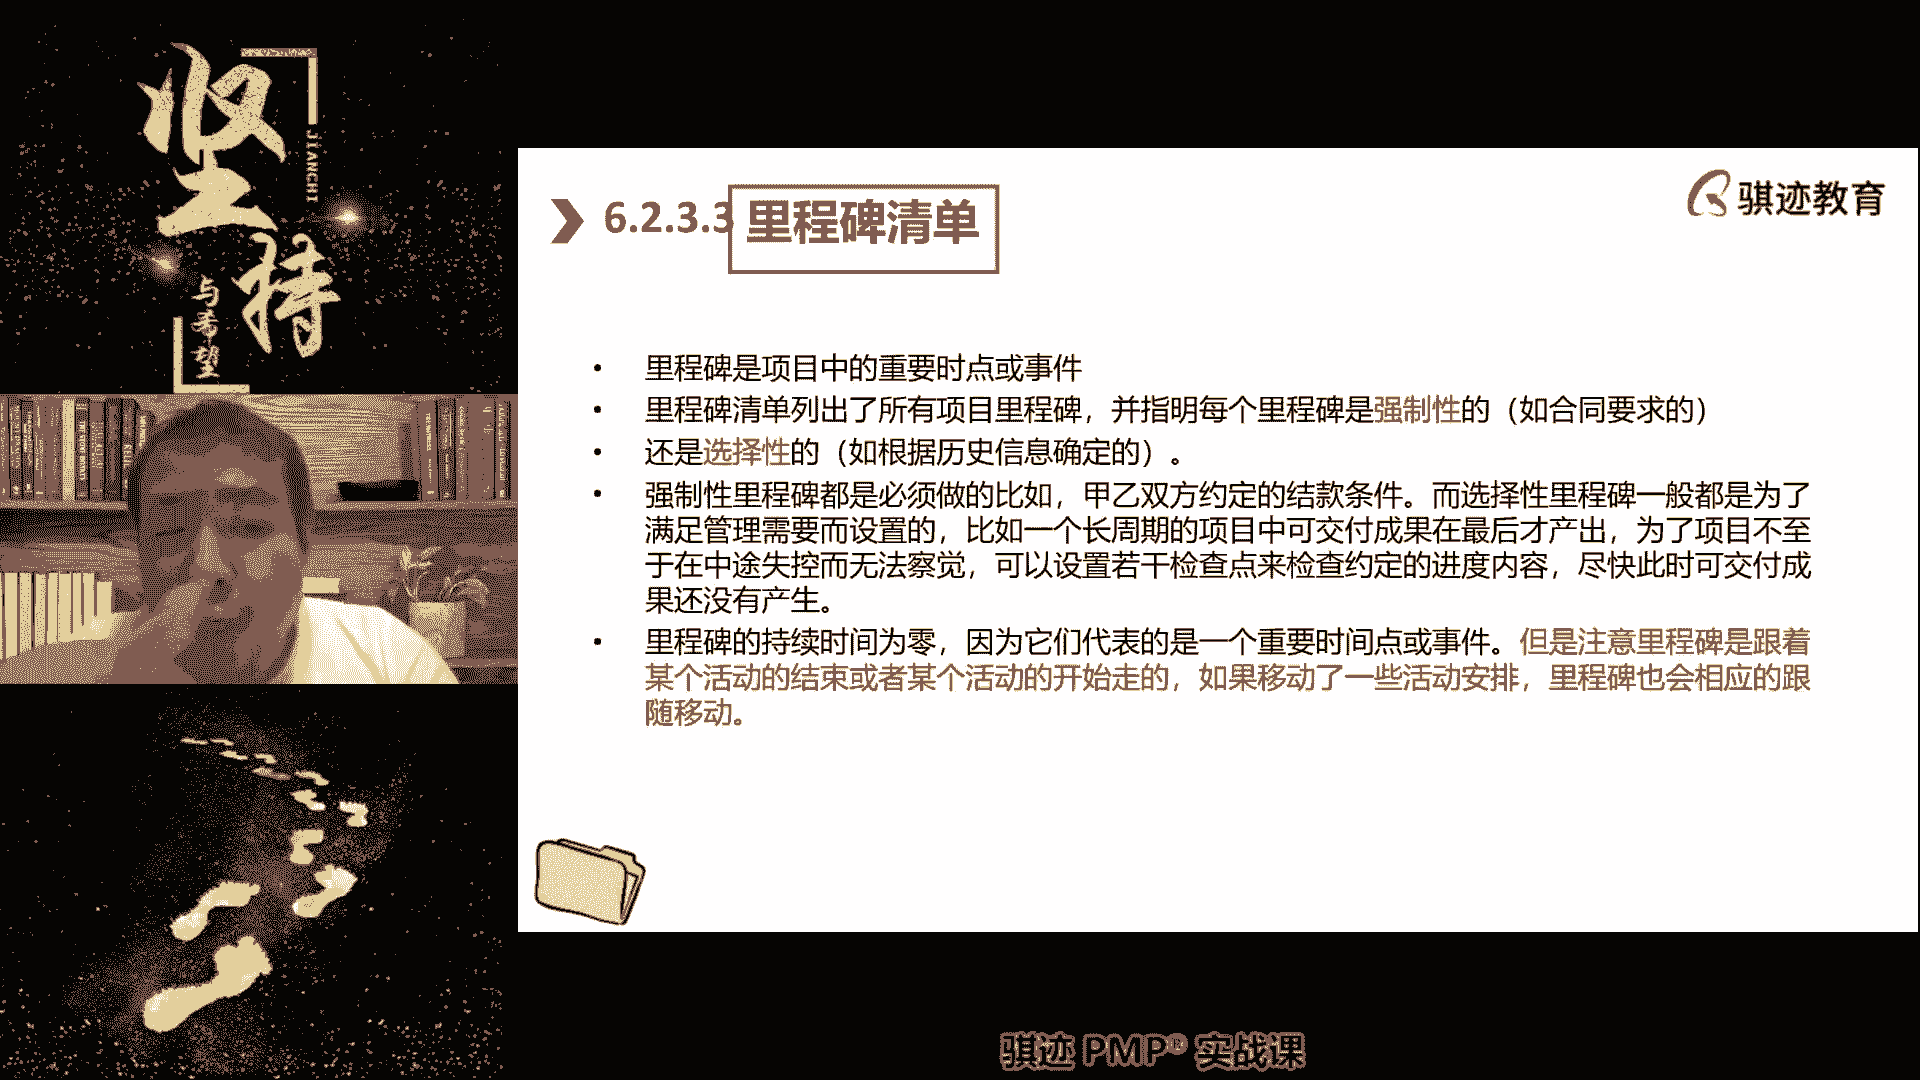 坚持
JIANCHI
与希望
6.2.3.3 里程碑清单
骐迹教育
• 里程碑是项目中的重要时点或事件
• 里程碑清单列出了所有项目里程碑，并指明每个里程碑是强制性的（如合同要求的）
• 还是选择性的（如根据历史信息确定的）。
• 强制性里程碑都是必须做的比如，甲乙双方约定的结款条件。而选择性里程碑一般都是为了
满足管理需要而设置的，比如一个长周期的项目中可交付成果在最后才产出，为了项目不至
于在中途失控而无法察觉，可以设置若干检查点来检查约定的进度内容，尽快此时可交付成
果还没有产生。
• 里程碑的持续时间为零，因为它们代表的是一个重要时间点或事件。但是注意里程碑是跟着
某个活动的结束或者某个活动的开始走的，如果移动了一些活动安排，里程碑也会相应的跟
随移动。
骐迹 PMP® 实战课